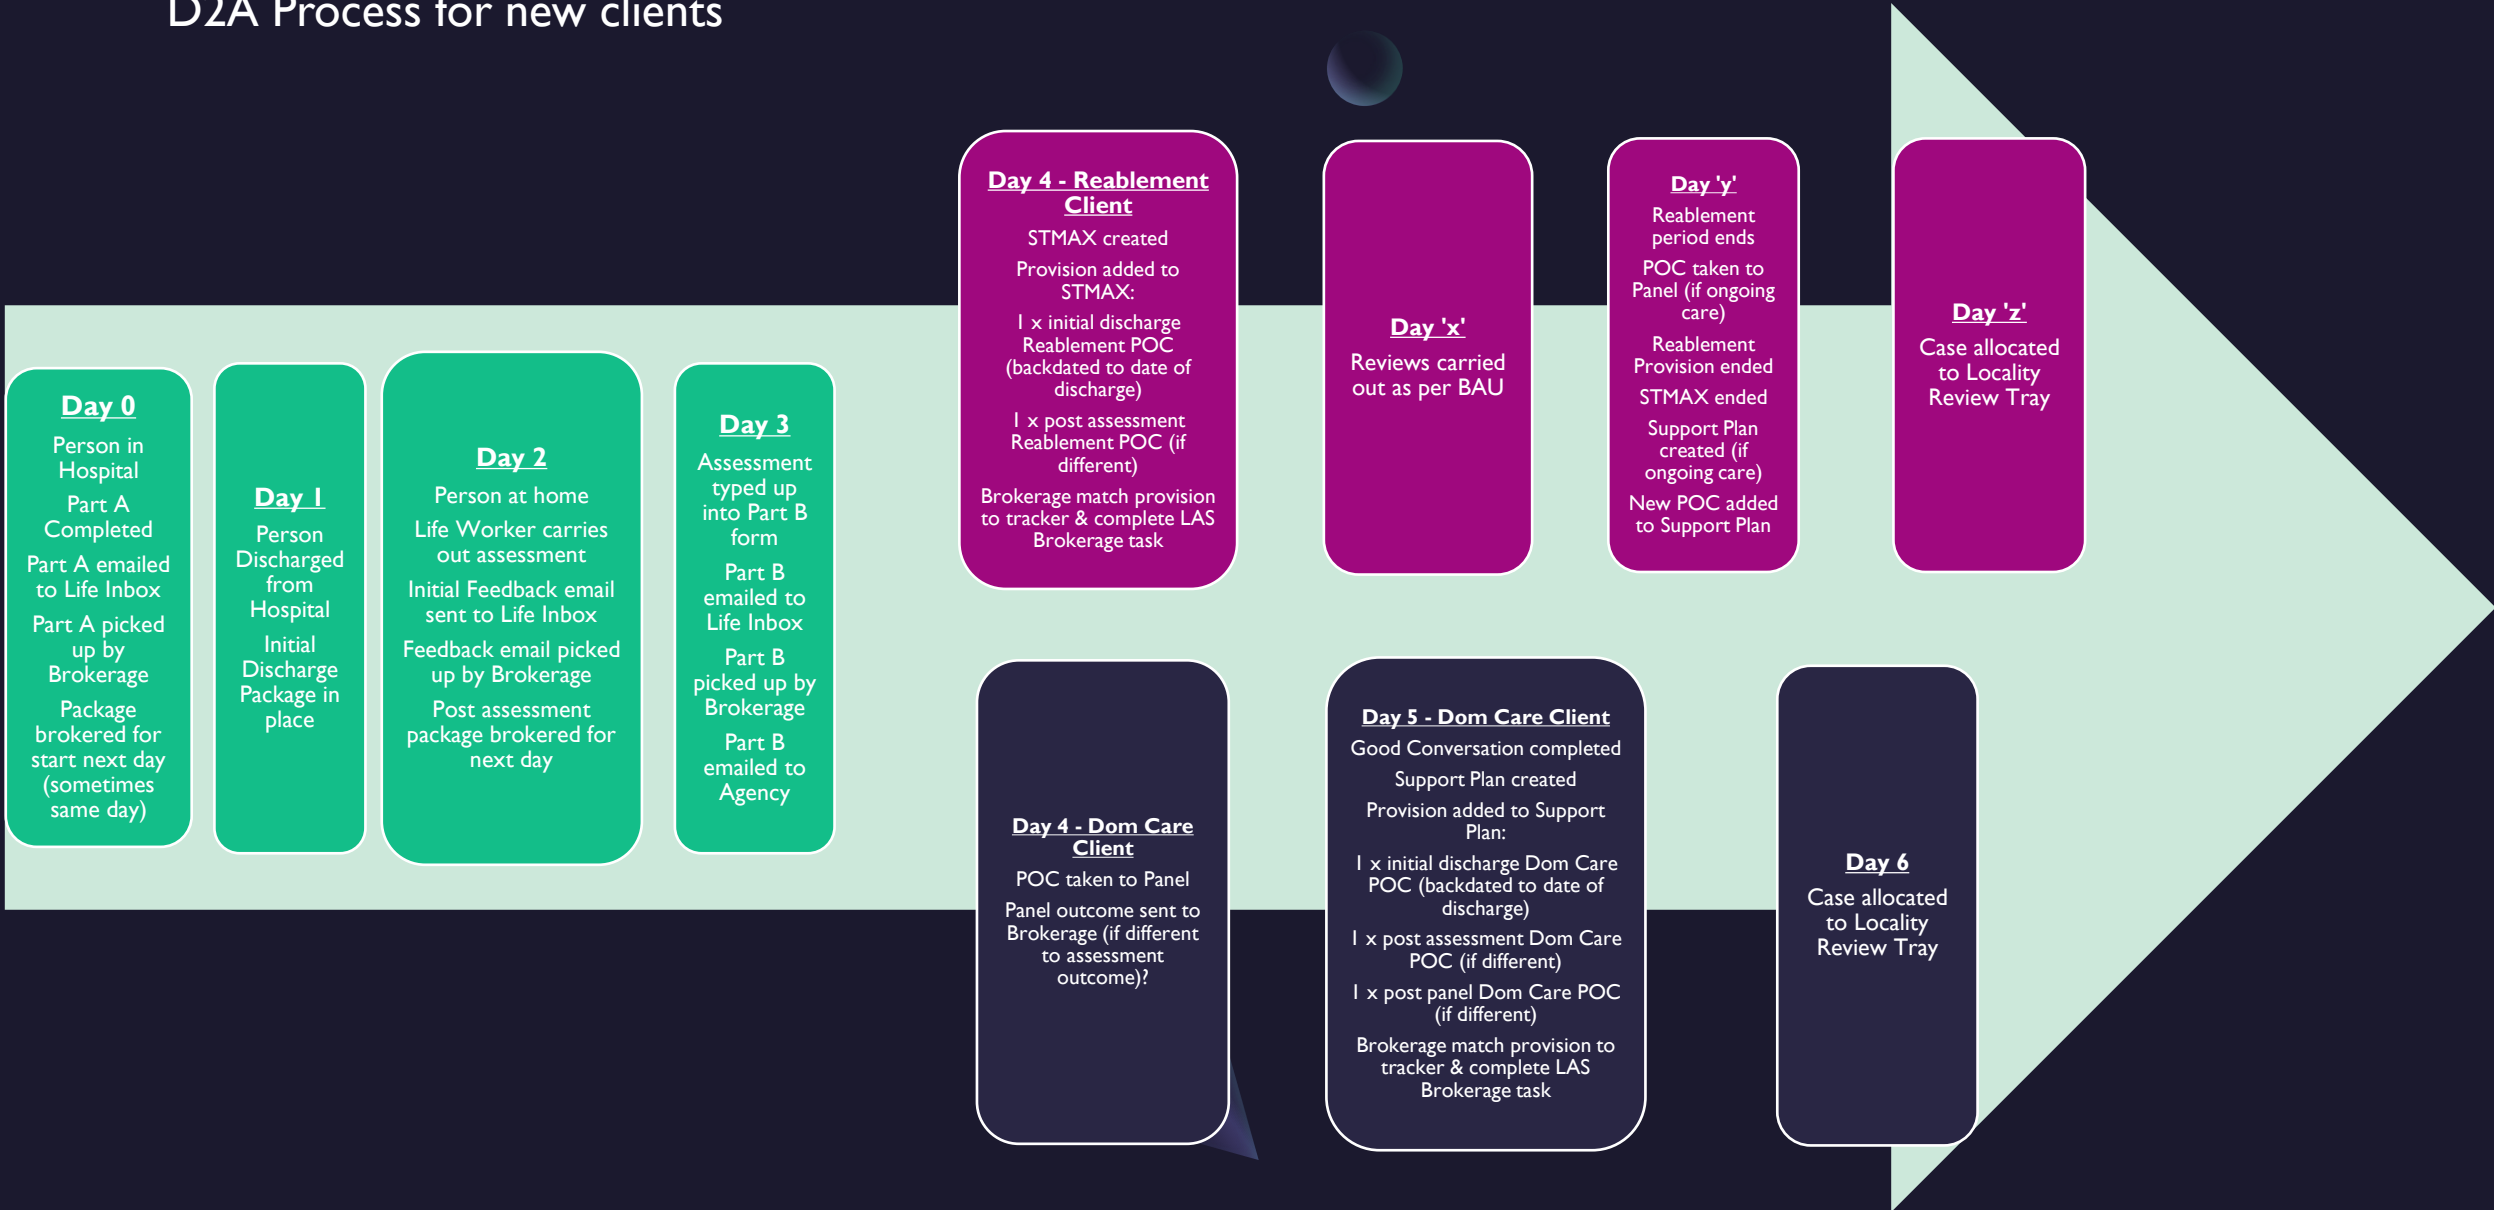 D2A Process for new clients
Day 0
Person in
Hospital
Part A
Completed
Part A emailed
to Life Inbox
Part A picked
up by
Brokerage
Package
brokered for
start next day
(sometimes
same day)
Day 1
Person
Discharged
from
Hospital
Initial
Discharge
Package in
place
Day 2
Person at home
Life Worker carries
out assessment
Initial Feedback email
sent to Life Inbox
Feedback email picked
up by Brokerage
Post assessment
package brokered for
next day
Day 3
Assessment
typed up
into Part B
form
Part B
emailed to
Life Inbox
Part B
picked up by
Brokerage
Part B
emailed to
Agency
Day 4 - Reablement
Client
STMAX created
Provision added to
STMAX:
1 x initial discharge
Reablement POC
(backdated to date of
discharge)
1 x post assessment
Reablement POC (if
different)
Brokerage match provision
to tracker & complete LAS
Brokerage task
Day 'x'
Reviews carried
out as per BAU
Day 'y'
Reablement
period ends
POC taken to
Panel (if ongoing
care)
Reablement
Provision ended
STMAX ended
Support Plan
created (if
ongoing care)
New POC added
to Support Plan
Day 'z'
Case allocated
to Locality
Review Tray
Day 4 - Dom Care
Client
POC taken to Panel
Panel outcome sent to
Brokerage (if different
to assessment
outcome)?
Day 5 - Dom Care Client
Good Conversation completed
Support Plan created
Provision added to Support
Plan:
1 x initial discharge Dom Care
POC (backdated to date of
discharge)
1 x post assessment Dom Care
POC (if different)
1 x post panel Dom Care POC
(if different)
Brokerage match provision to
tracker & complete LAS
Brokerage task
Day 6
Case allocated
to Locality
Review Tray